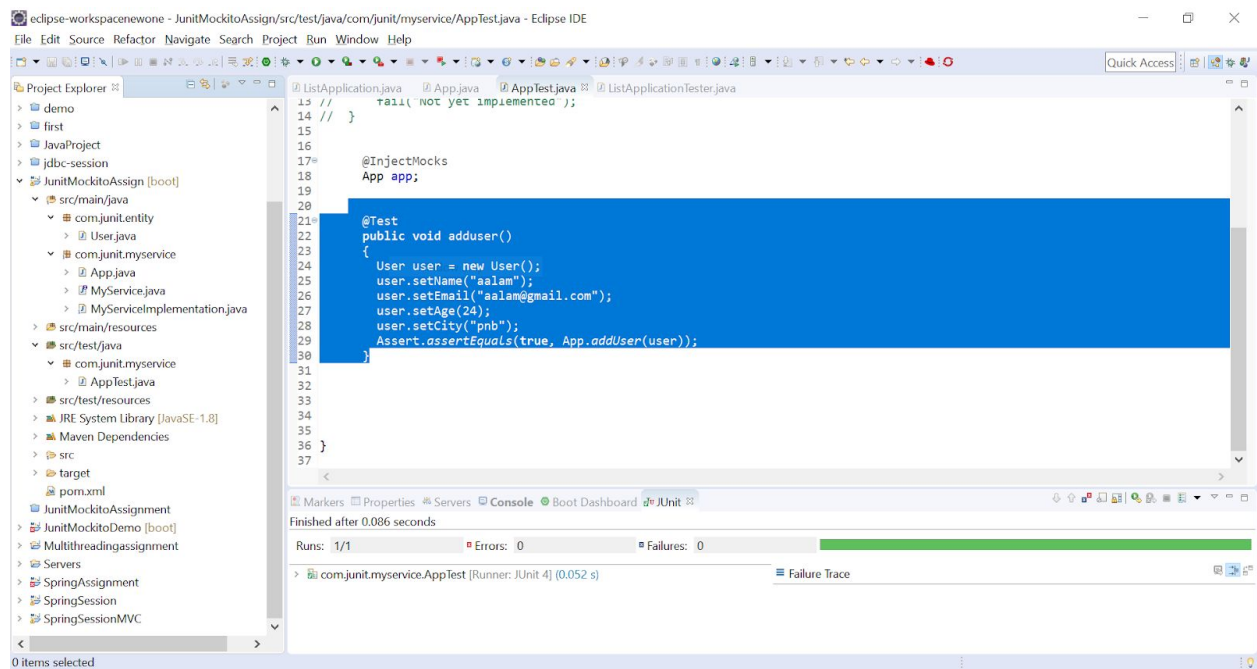 eclipse-workspacenewone - JunitMockitoAssign/src/test/java/com/junit/myservice/AppTest.java - Eclipse IDE
File Edit Source Refactor Navigate Search Project Run Window Help
Quick Access
Project Explorer
demo
first
JavaProject
jdbc-session
JunitMockitoAssign [boot]
src/main/java
com.junit.entity
User.java
com.junit.myservice
App.java
MyService.java
MyServiceImplementation.java
src/main/resources
src/test/java
com.junit.myservice
AppTest.java
src/test/resources
JRE System Library [JavaSE-1.8]
Maven Dependencies
src
target
pom.xml
JunitMockitoAssignment
JunitMockitoDemo [boot]
Multithreadingassignment
Servers
SpringAssignment
SpringSession
SpringSessionMVC
ListApplication.java App.java AppTest.java ListApplicationTester.java
13 // fail("Not yet implemented");
14 // }
15
16
17 @InjectMocks
18 App app;
19
20
21 @Test
22 public void adduser()
23 {
24 User user = new User();
25 user.setName("aalam");
26 user.setEmail("aalam@gmail.com");
27 user.setAge(24);
28 user.setCity("pnb");
29 Assert.assertEquals(true, App.addUser(user));
30 }
31
32
33
34
35
36 }
37
Markers Properties Servers Console Boot Dashboard JUnit
Finished after 0.086 seconds
Runs: 1/1 Errors: 0 Failures: 0
com.junit.myservice.AppTest [Runner: JUnit 4] (0.052 s)
Failure Trace
0 items selected